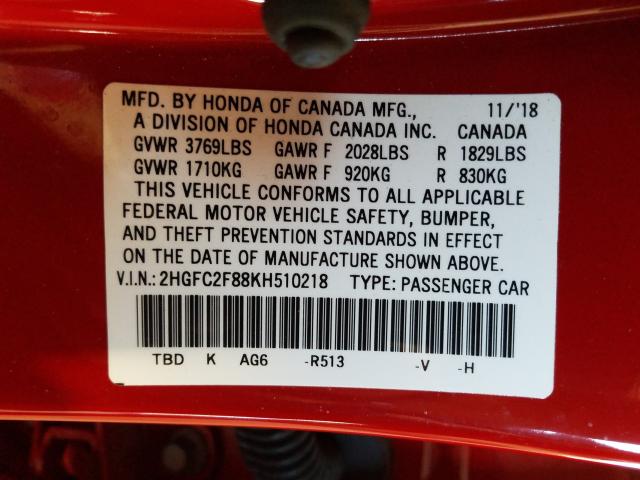 MFD. BY HONDA OF CANADA MFG., 11/'18
A DIVISION OF HONDA CANADA INC. CANADA
GVWR 3769LBS GAWR F 2028LBS R 1829LBS
GVWR 1710KG GAWR F 920KG R 830KG
THIS VEHICLE CONFORMS TO ALL APPLICABLE
FEDERAL MOTOR VEHICLE SAFETY, BUMPER,
AND THEFT PREVENTION STANDARDS IN EFFECT
ON THE DATE OF MANUFACTURE SHOWN ABOVE.
V.I.N.: 2HGFC2F88KH510218 TYPE: PASSENGER CAR
TBD K AG6 -R513 -V -H